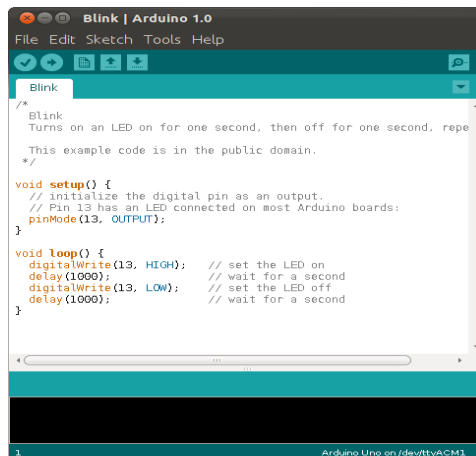 Blink | Arduino 1.0
File Edit Sketch Tools Help
Blink
/*
  Blink
  Turns on an LED on for one second, then off for one second, repe

  This example code is in the public domain.
 */

void setup() {
  // initialize the digital pin as an output.
  // Pin 13 has an LED connected on most Arduino boards:
  pinMode(13, OUTPUT);
}

void loop() {
  digitalWrite(13, HIGH);   // set the LED on
  delay(1000);              // wait for a second
  digitalWrite(13, LOW);    // set the LED off
  delay(1000);              // wait for a second
}
1
Arduino Uno on /dev/ttyACM1